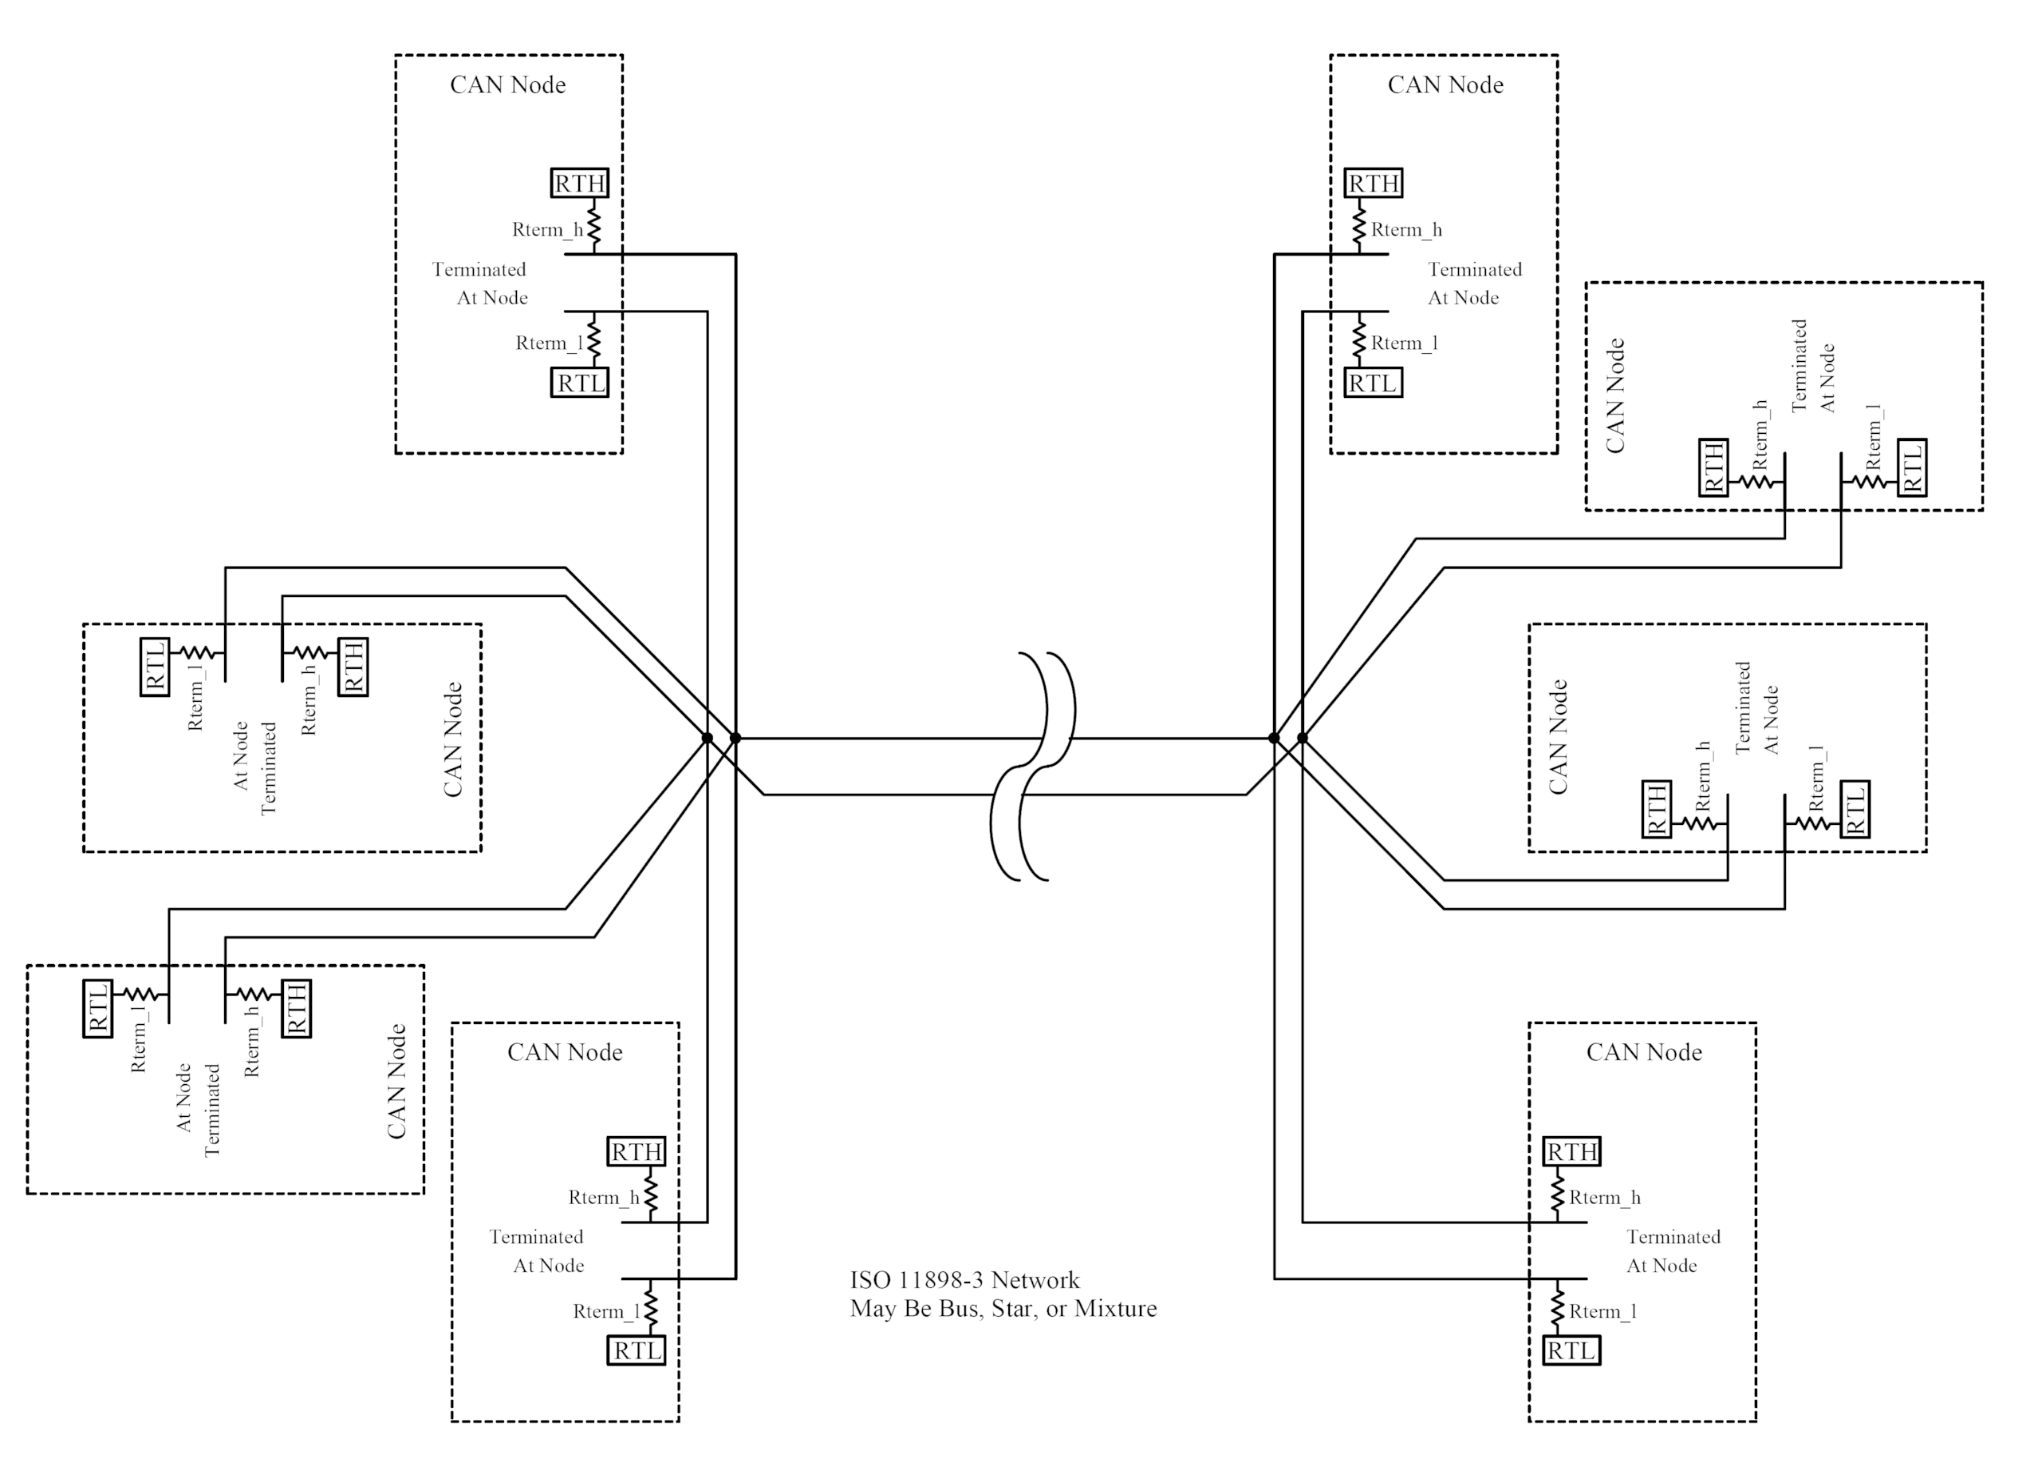 CAN Node
RTH
Rterm_h
Terminated
At Node
Rterm_l
RTL
CAN Node
RTH
Rterm_h
Terminated
At Node
Rterm_l
RTL
CAN Node
RTH
Rterm_h
Terminated
At Node
Rterm_l
RTL
RTL
Rterm_l
At Node
Terminated
Rterm_h
RTH
CAN Node
CAN Node
RTH
Rterm_h
Terminated
At Node
Rterm_l
RTL
RTL
Rterm_l
At Node
Terminated
Rterm_h
RTH
CAN Node
CAN Node
RTH
Rterm_h
Terminated
At Node
Rterm_l
RTL
ISO 11898-3 Network
May Be Bus, Star, or Mixture
CAN Node
RTH
Rterm_h
Terminated
At Node
Rterm_l
RTL